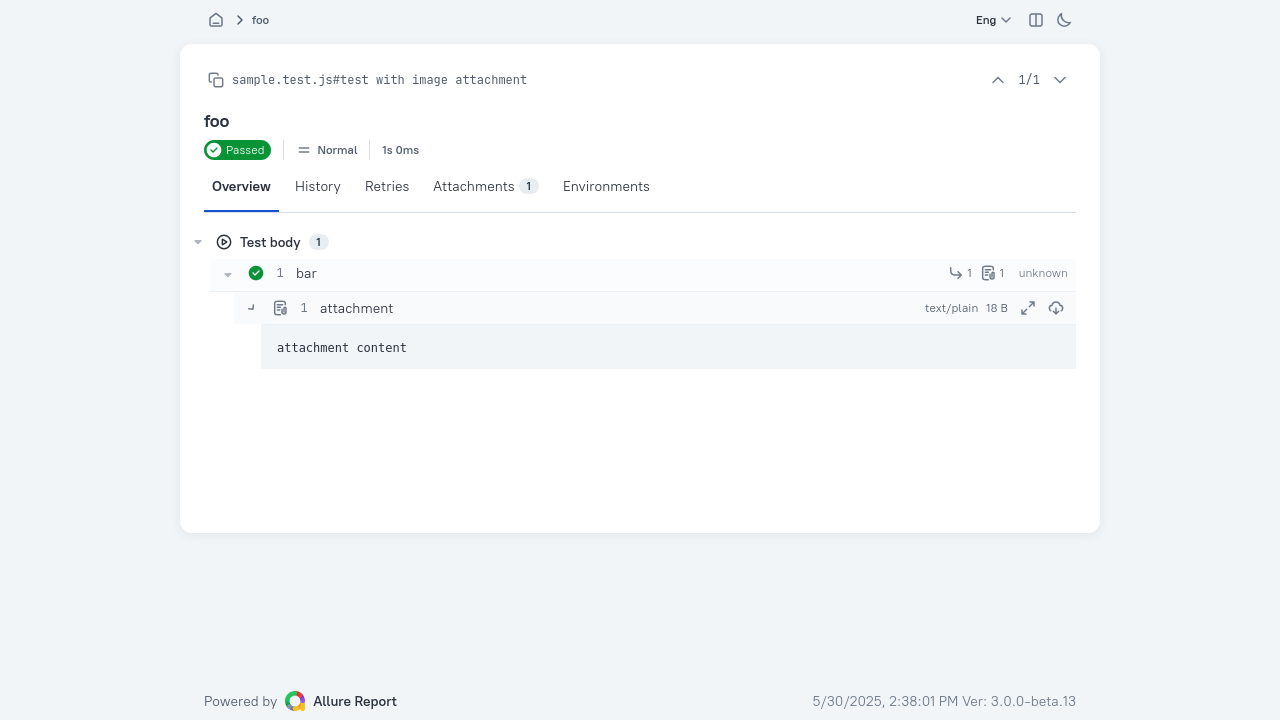 foo
Eng
sample.test.js#test with image attachment
1/1
foo
Passed
Normal
1s 0ms
Overview
History
Retries
Attachments 1
Environments
Test body 1
1 bar
1
1
unknown
1 attachment
text/plain 18 B
attachment content
Powered by Allure Report
5/30/2025, 2:38:01 PM Ver: 3.0.0-beta.13